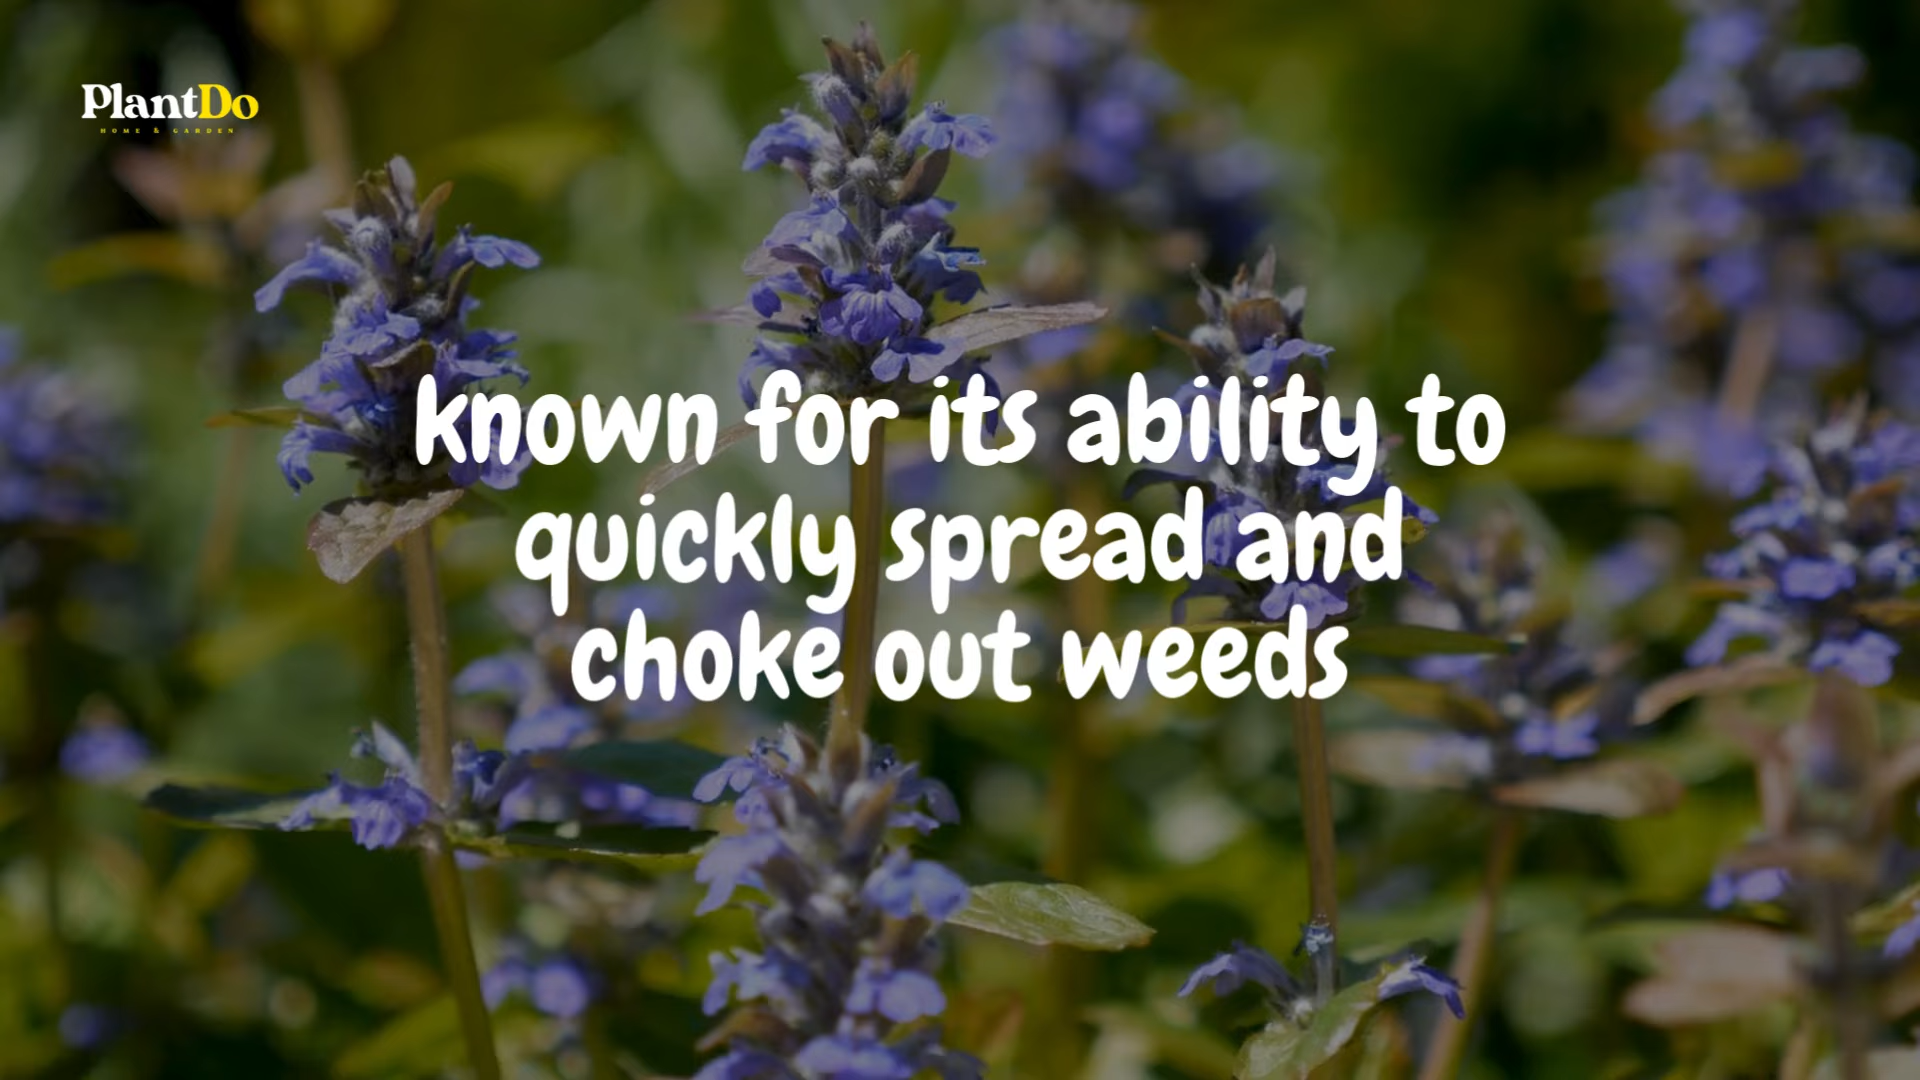 PlantDo
HOME & GARDEN
known for its ability to
quickly spread and
choke out weeds